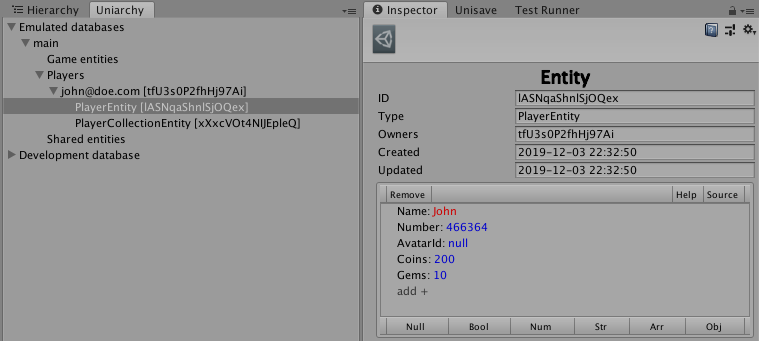 Hierarchy
Uniarchy
Emulated databases
main
Game entities
Players
john@doe.com [tfU3s0P2fhHj97Ai]
PlayerEntity [lASNqaShnlSjOQex]
PlayerCollectionEntity [xXxcVOt4NlJEpleQ]
Shared entities
Development database
Inspector
Unisave
Test Runner
Entity
ID lASNqaShnlSjOQex
Type PlayerEntity
Owners tfU3s0P2fhHj97Ai
Created 2019-12-03 22:32:50
Updated 2019-12-03 22:32:50
Remove Help Source
Name: John
Number: 466364
AvatarId: null
Coins: 200
Gems: 10
add +
Null Bool Num Str Arr Obj